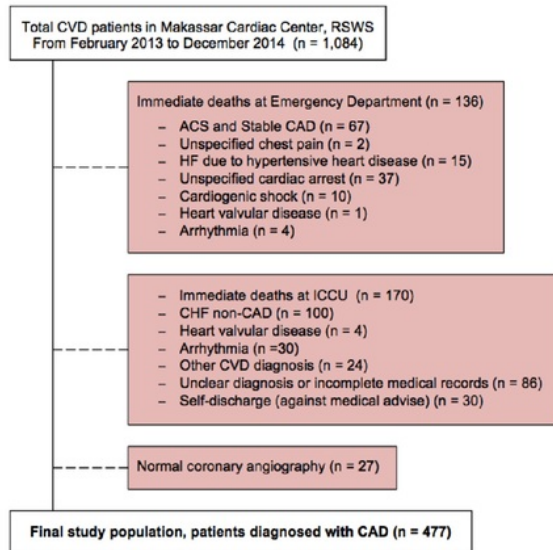 Total CVD patients in Makassar Cardiac Center, RSWS
From February 2013 to December 2014 (n = 1,084)
Immediate deaths at Emergency Department (n = 136)
– ACS and Stable CAD (n = 67)
– Unspecified chest pain (n = 2)
– HF due to hypertensive heart disease (n = 15)
– Unspecified cardiac arrest (n = 37)
– Cardiogenic shock (n = 10)
– Heart valvular disease (n = 1)
– Arrhythmia (n = 4)
– Immediate deaths at ICCU (n = 170)
– CHF non-CAD (n = 100)
– Heart valvular disease (n = 4)
– Arrhythmia (n =30)
– Other CVD diagnosis (n = 24)
– Unclear diagnosis or incomplete medical records (n = 86)
– Self-discharge (against medical advise) (n = 30)
Normal coronary angiography (n = 27)
Final study population, patients diagnosed with CAD (n = 477)